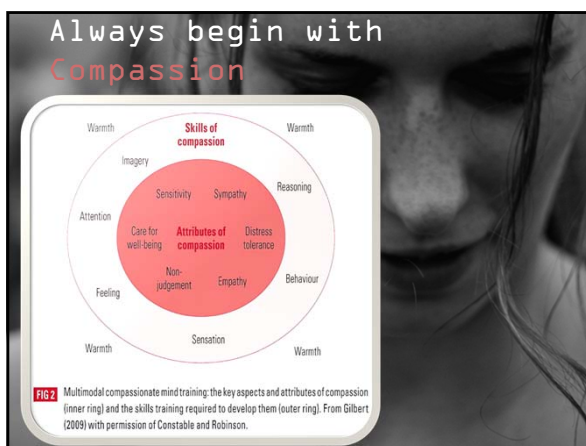 Always begin with
Compassion
Warmth
Skills of
compassion
Warmth
Imagery
Reasoning
Sensitivity
Sympathy
Attention
Care for
well-being
Attributes of
compassion
Distress
tolerance
Non-
judgement
Empathy
Feeling
Behaviour
Sensation
Warmth
Warmth
FIG 2 Multimodal compassionate mind training: the key aspects and attributes of compassion
(inner ring) and the skills training required to develop them (outer ring). From Gilbert
(2009) with permission of Constable and Robinson.